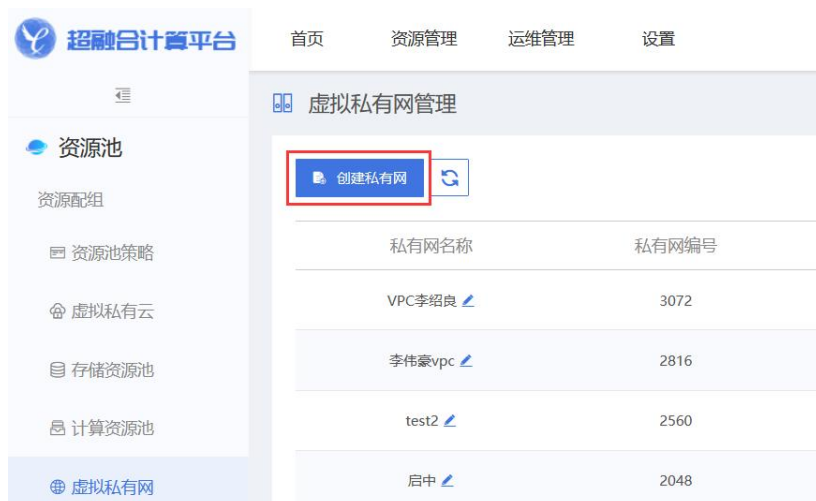 超融合计算平台 首页 资源管理 运维管理 设置
虚拟私有网管理
资源池
创建私有网
资源配组
私有网名称 私有网编号
资源池策略
VPC李绍良 3072
虚拟私有云
李伟豪vpc 2816
存储资源池
test2 2560
计算资源池
启中 2048
虚拟私有网